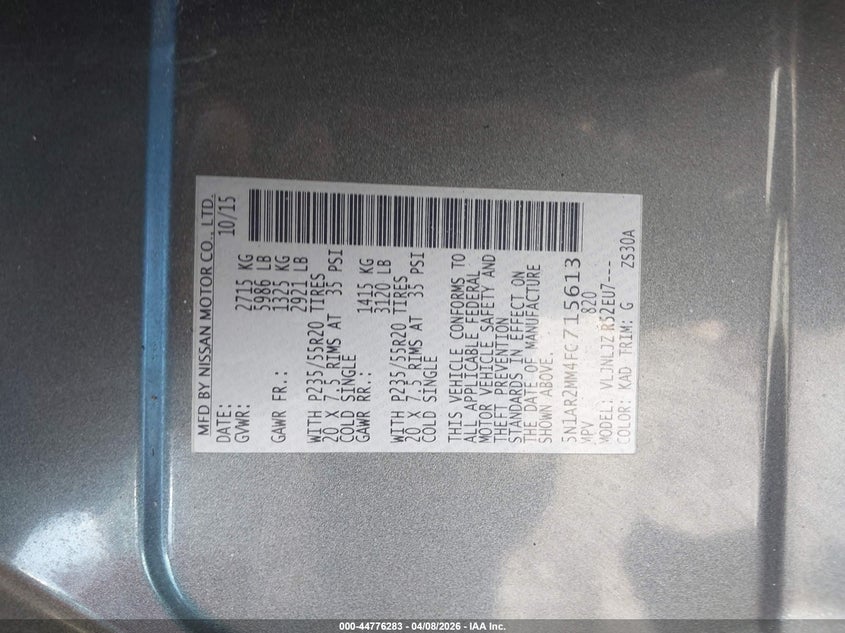 MFD BY NISSAN MOTOR CO., LTD.
DATE: 10/15
GVWR: 2715 KG
5986 LB
GAWR FR.: 1325 KG
2921 LB
WITH P235/55R20 TIRES
20 X 7.5 RIMS AT 35 PSI
COLD SINGLE
GAWR RR.: 1415 KG
3120 LB
WITH P235/55R20 TIRES
20 X 7.5 RIMS AT 35 PSI
COLD SINGLE
THIS VEHICLE CONFORMS TO
ALL APPLICABLE FEDERAL
MOTOR VEHICLE SAFETY AND
THEFT PREVENTION
STANDARDS IN EFFECT ON
THE DATE OF MANUFACTURE
SHOWN ABOVE.
5N1AR2MM4FC715613
MPV 820
MODEL: VLJNLJZ R52EU7---
COLOR: KAD TRIM: G ZS30A
000-44776283 - 04/08/2026 - IAA Inc.